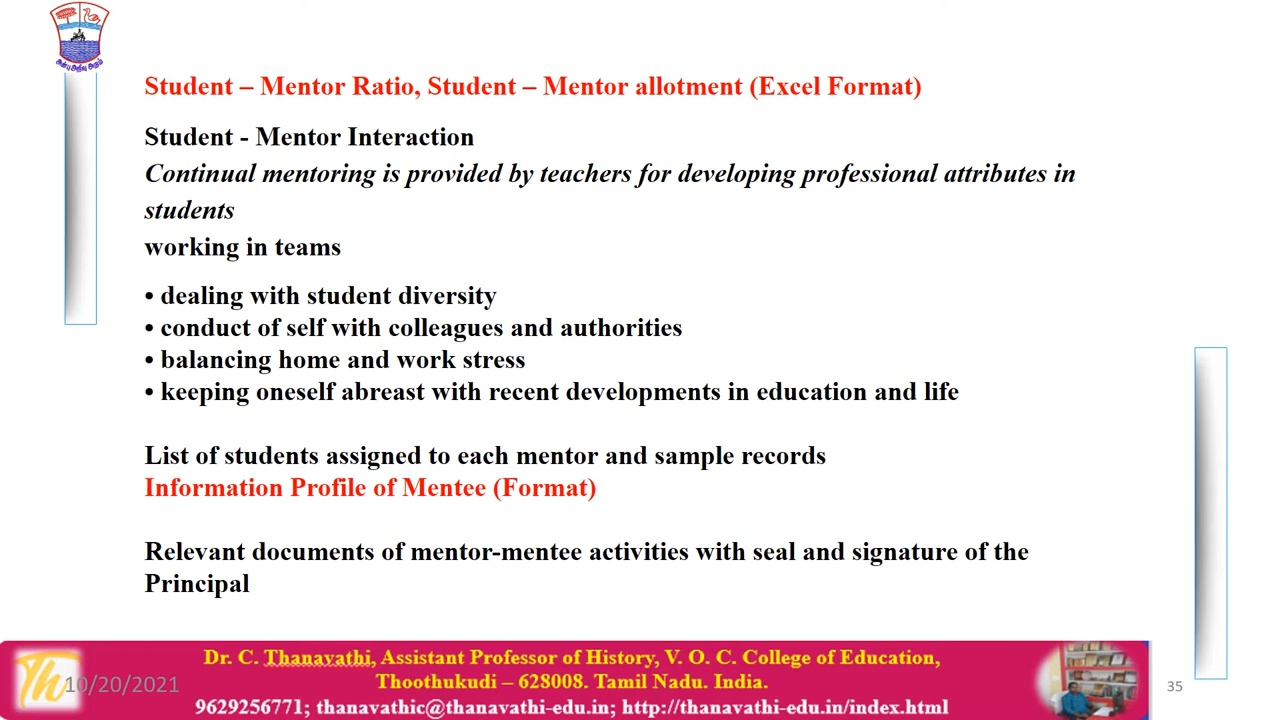 அன்பு அறிவு அறம்
Student – Mentor Ratio, Student – Mentor allotment (Excel Format)
Student - Mentor Interaction
Continual mentoring is provided by teachers for developing professional attributes in
students
working in teams
• dealing with student diversity
• conduct of self with colleagues and authorities
• balancing home and work stress
• keeping oneself abreast with recent developments in education and life
List of students assigned to each mentor and sample records
Information Profile of Mentee (Format)
Relevant documents of mentor-mentee activities with seal and signature of the
Principal
Th
10/20/2021
Dr. C. Thanavathi, Assistant Professor of History, V. O. C. College of Education,
Thoothukudi – 628008. Tamil Nadu. India.
9629256771; thanavathic@thanavathi-edu.in; http://thanavathi-edu.in/index.html
35